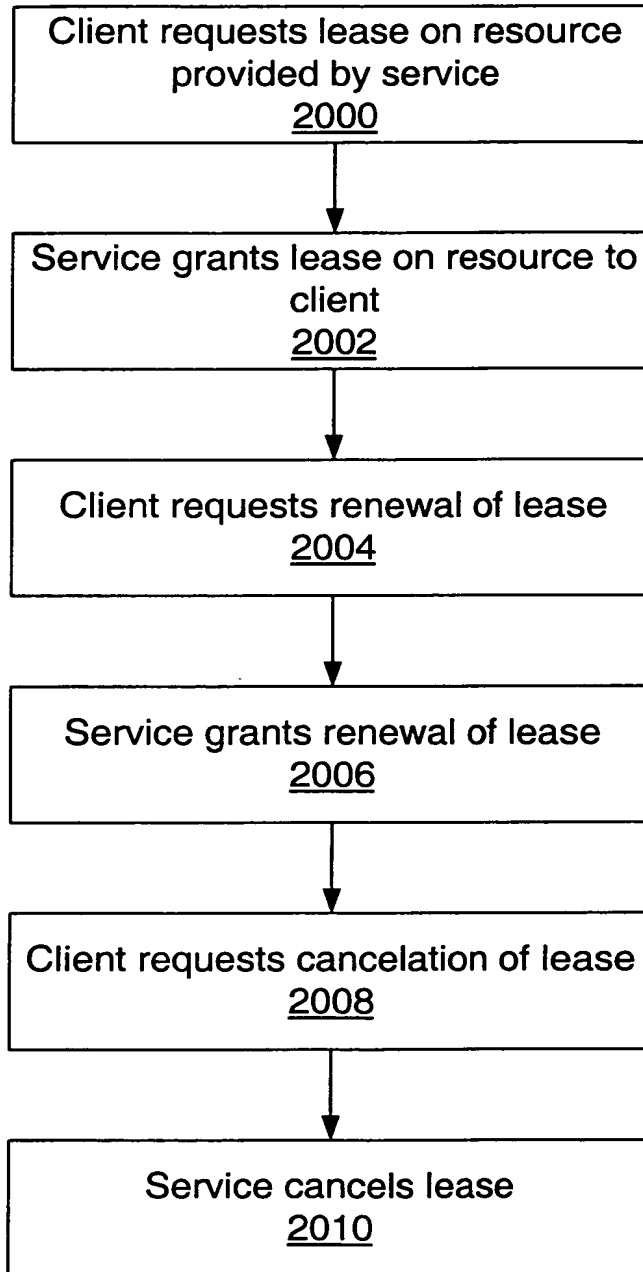 Client requests lease on resource
provided by service
2000
Service grants lease on resource to
client
2002
Client requests renewal of lease
2004
Service grants renewal of lease
2006
Client requests cancelation of lease
2008
Service cancels lease
2010